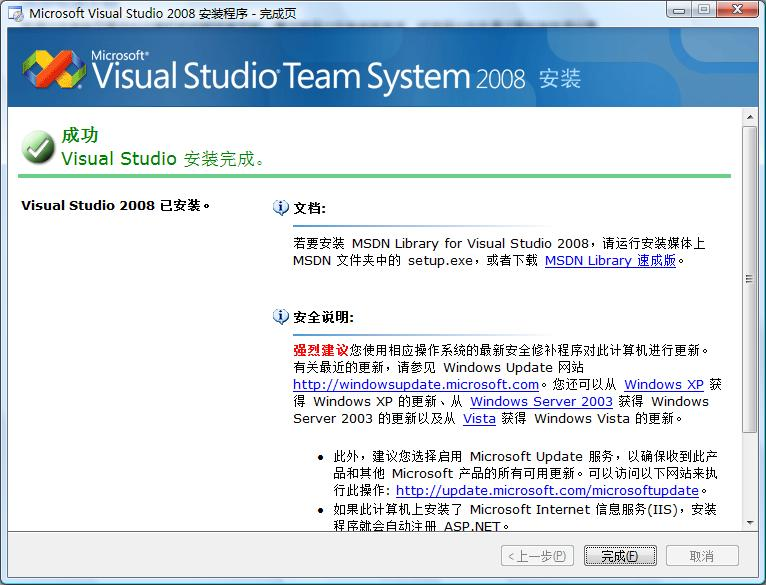 Microsoft Visual Studio 2008 安装程序 - 完成页
Microsoft®
Visual Studio® Team System 2008 安装
成功
Visual Studio 安装完成。
Visual Studio 2008 已安装。
文档:
若要安装 MSDN Library for Visual Studio 2008，请运行安装媒体上
MSDN 文件夹中的 setup.exe，或者下载 MSDN Library 速成版。
安全说明:
强烈建议您使用相应操作系统的最新安全修补程序对此计算机进行更新。
有关最近的更新，请参见 Windows Update 网站
http://windowsupdate.microsoft.com。您还可以从 Windows XP 获
得 Windows XP 的更新、从 Windows Server 2003 获得 Windows
Server 2003 的更新以及从 Vista 获得 Windows Vista 的更新。
• 此外，建议您选择启用 Microsoft Update 服务，以确保收到此产
品和其他 Microsoft 产品的所有可用更新。可以访问以下网站来执
行此操作: http://update.microsoft.com/microsoftupdate。
• 如果此计算机上安装了 Microsoft Internet 信息服务(IIS)，安装
程序就会自动注册 ASP.NET。
<上一步(P) 完成(F) 取消